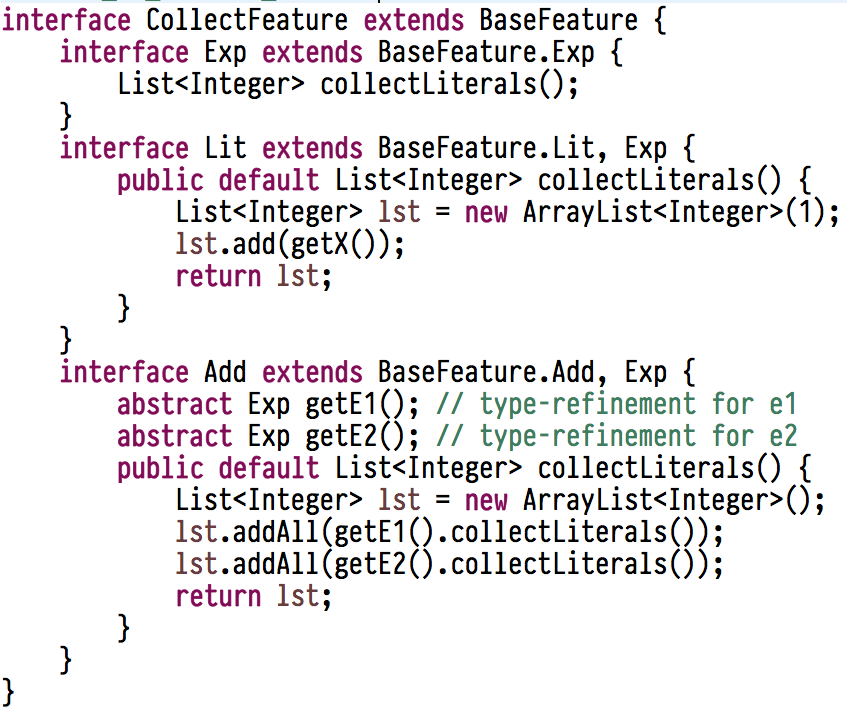 interface CollectFeature extends BaseFeature {
    interface Exp extends BaseFeature.Exp {
        List<Integer> collectLiterals();
    }
    interface Lit extends BaseFeature.Lit, Exp {
        public default List<Integer> collectLiterals() {
            List<Integer> lst = new ArrayList<Integer>(1);
            lst.add(getX());
            return lst;
        }
    }
    interface Add extends BaseFeature.Add, Exp {
        abstract Exp getE1(); // type-refinement for e1
        abstract Exp getE2(); // type-refinement for e2
        public default List<Integer> collectLiterals() {
            List<Integer> lst = new ArrayList<Integer>();
            lst.addAll(getE1().collectLiterals());
            lst.addAll(getE2().collectLiterals());
            return lst;
        }
    }
}